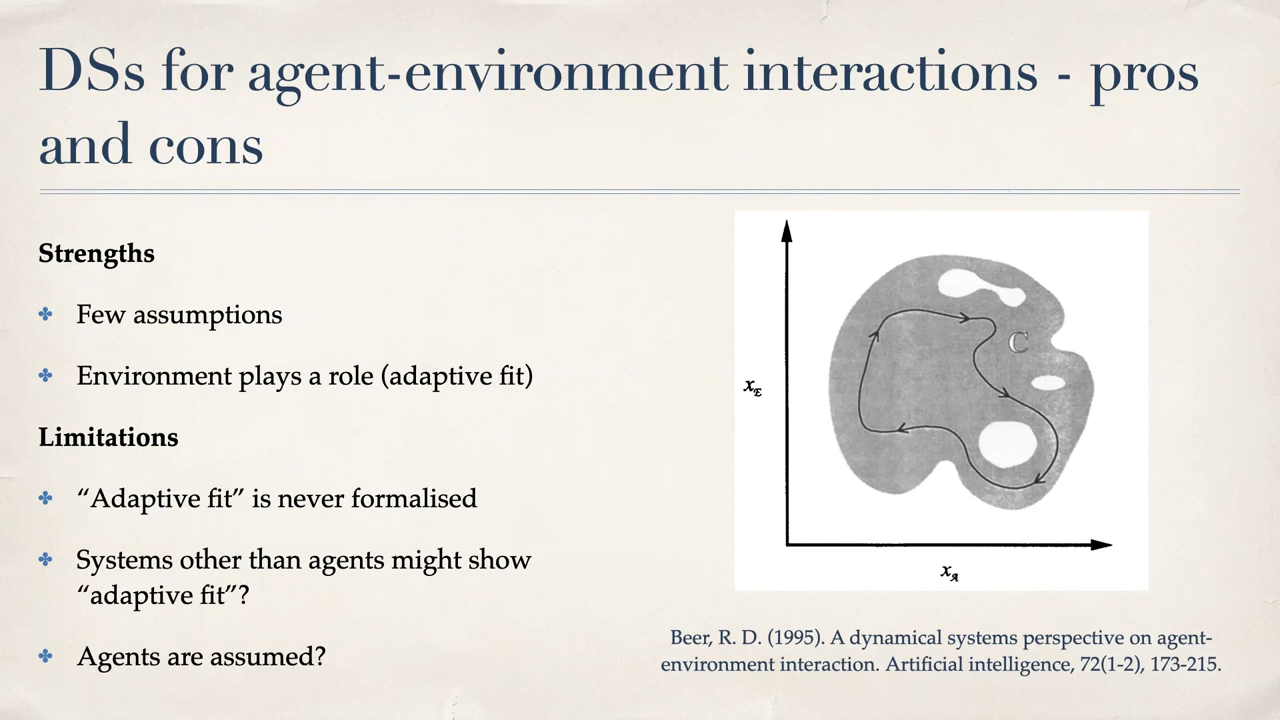 DSs for agent-environment interactions - pros
and cons
Strengths
Few assumptions
Environment plays a role (adaptive fit)
Limitations
“Adaptive fit” is never formalised
Systems other than agents might show
“adaptive fit”?
Agents are assumed?
C
x_E
x_A
Beer, R. D. (1995). A dynamical systems perspective on agent-
environment interaction. Artificial intelligence, 72(1-2), 173-215.